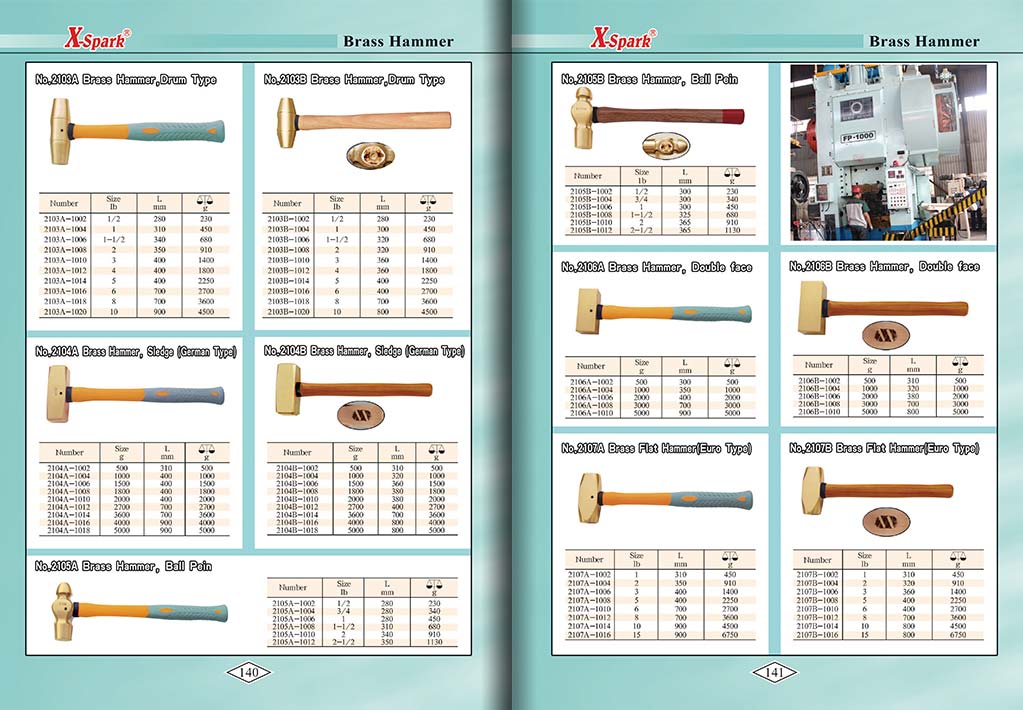 X-Spark®
Brass Hammer
No,2103A Brass Hammer,Drum Type
Number Size lb L mm g
2103A-1002 1/2 280 230
2103A-1004 1 310 450
2103A-1006 1-1/2 340 680
2103A-1008 2 350 910
2103A-1010 3 400 1400
2103A-1012 4 400 1800
2103A-1014 5 400 2250
2103A-1016 6 700 2700
2103A-1018 8 700 3600
2103A-1020 10 900 4500
No,2103B Brass Hammer,Drum Type
Number Size lb L mm g
2103B-1002 1/2 280 230
2103B-1004 1 300 450
2103B-1006 1-1/2 320 680
2103B-1008 2 320 910
2103B-1010 3 360 1400
2103B-1012 4 360 1800
2103B-1014 5 400 2250
2103B-1016 6 400 2700
2103B-1018 8 700 3600
2103B-1020 10 800 4500
No,2104A Brass Hammer, Sledge (German Type)
Number Size g L mm g
2104A-1002 500 310 500
2104A-1004 1000 400 1000
2104A-1006 1500 400 1500
2104A-1008 1800 400 1800
2104A-1010 2000 400 2000
2104A-1012 2700 700 2700
2104A-1014 3600 700 3600
2104A-1016 4000 900 4000
2104A-1018 5000 900 5000
No,2104B Brass Hammer, Sledge (German Type)
Number Size g L mm g
2104B-1002 500 310 500
2104B-1004 1000 320 1000
2104B-1006 1500 360 1500
2104B-1008 1800 380 1800
2104B-1010 2000 380 2000
2104B-1012 2700 400 2700
2104B-1014 3600 700 3600
2104B-1016 4000 800 4000
2104B-1018 5000 800 5000
No,2105A Brass Hammer, Ball Pein
Number Size lb L mm g
2105A-1002 1/2 280 230
2105A-1004 3/4 280 340
2105A-1006 1 280 450
2105A-1008 1-1/2 310 680
2105A-1010 2 340 910
2105A-1012 2-1/2 350 1130
140
X-Spark®
Brass Hammer
No,2105B Brass Hammer, Ball Pein
Number Size lb L mm g
2105B-1002 1/2 300 230
2105B-1004 3/4 300 340
2105B-1006 1 300 450
2105B-1008 1-1/2 325 680
2105B-1010 2 365 910
2105B-1012 2-1/2 365 1130
FP-1000
No,2106A Brass Hammer, Double face
Number Size g L mm g
2106A-1002 500 300 500
2106A-1004 1000 350 1000
2106A-1006 2000 400 2000
2106A-1008 3000 700 3000
2106A-1010 5000 900 5000
No,2106B Brass Hammer, Double face
Number Size g L mm g
2106B-1002 500 310 500
2106B-1004 1000 320 1000
2106B-1006 2000 380 2000
2106B-1008 3000 700 3000
2106B-1010 5000 800 5000
No,2107A Brass Flat Hammer(Euro Type)
Number Size lb L mm g
2107A-1002 1 310 450
2107A-1004 2 350 910
2107A-1006 3 400 1400
2107A-1008 5 400 2250
2107A-1010 6 700 2700
2107A-1012 8 700 3600
2107A-1014 10 900 4500
2107A-1016 15 900 6750
No,2107B Brass Flat Hammer(Euro Type)
Number Size lb L mm g
2107B-1002 1 310 450
2107B-1004 2 320 910
2107B-1006 3 360 1400
2107B-1008 5 400 2250
2107B-1010 6 400 2700
2107B-1012 8 700 3600
2107B-1014 10 800 4500
2107B-1016 15 800 6750
141